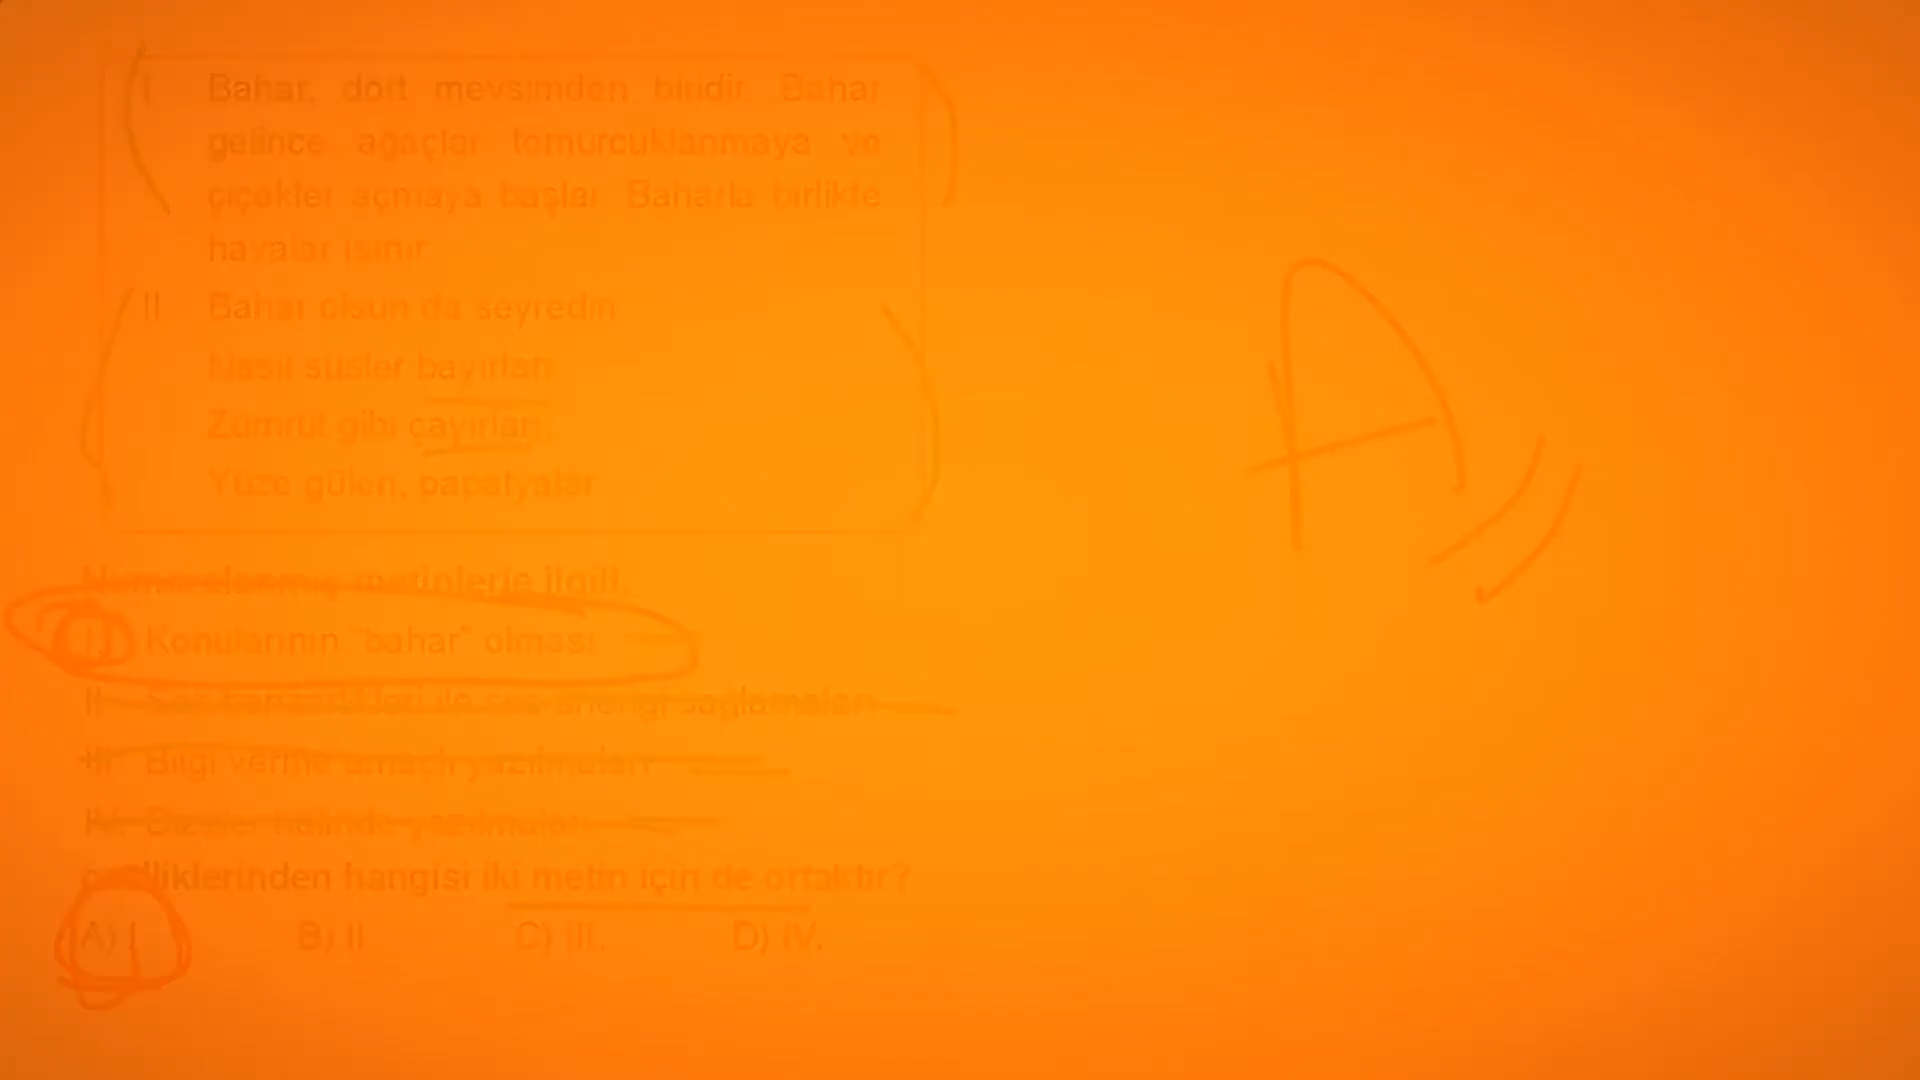 I. Bahar, dört mevsimden biridir. Bahar
gelince ağaçlar tomurcuklanmaya ve
çiçekler açmaya başlar. Baharla birlikte
havalar ısınır.
II. Bahar olsun da seyredin
Nasıl süsler bayırları,
Zümrüt gibi çayırları,
Yüze gülen, papatyalar
Numaralanmış metinlerle ilgili,
I. Konularının "bahar" olması
II. Ses benzerlikleri ile ses ahengi sağlamaları
III. Bilgi verme amaçlı yazılmaları
IV. Dizeler hâlinde yazılmaları
özelliklerinden hangisi iki metin için de ortaktır?
A) I. B) II. C) III. D) IV.
A